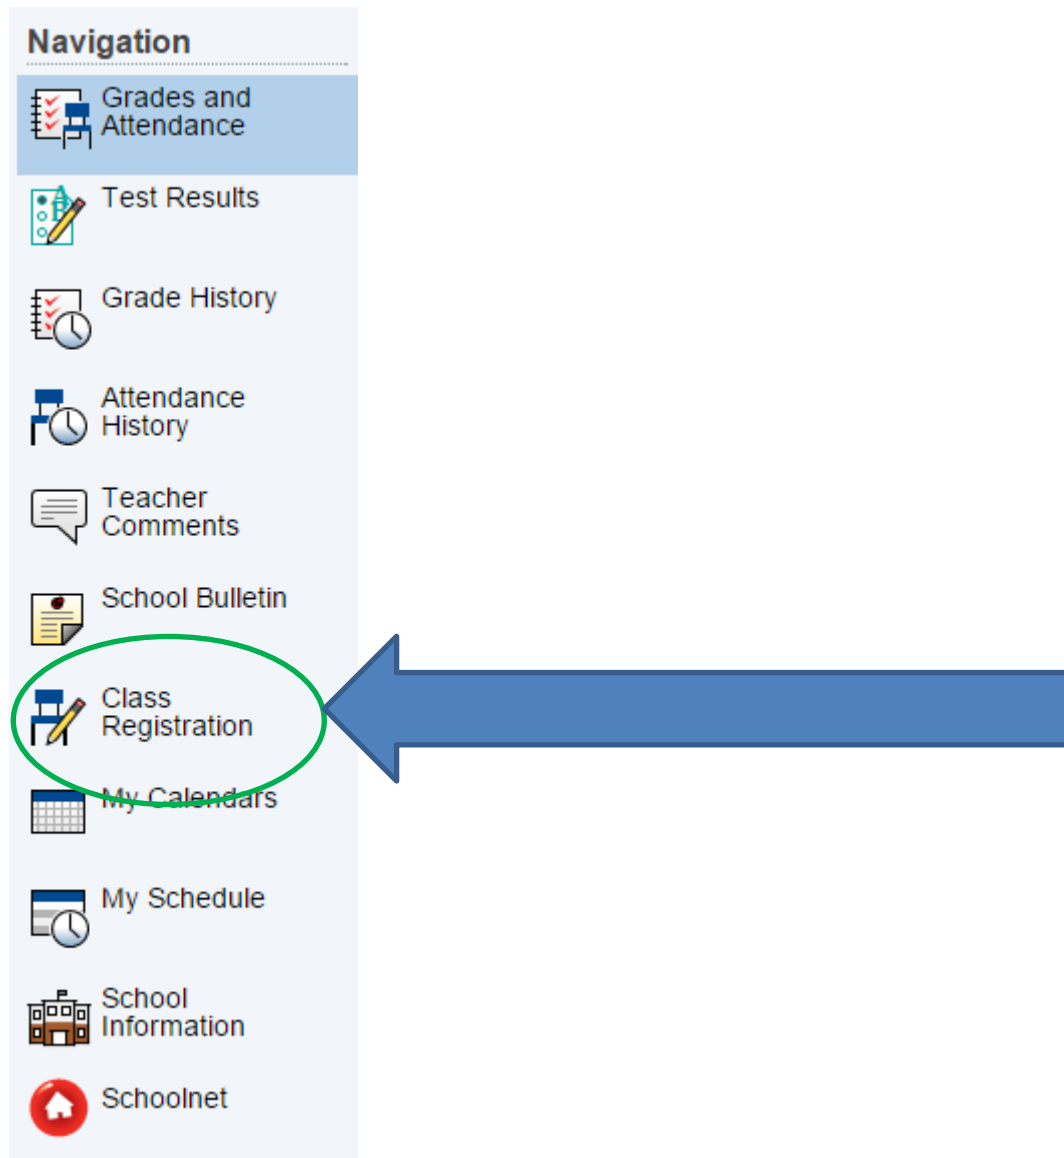 Navigation
Grades and
Attendance
Test Results
Grade History
Attendance
History
Teacher
Comments
School Bulletin
Class
Registration
My Calendars
My Schedule
School
Information
Schoolnet